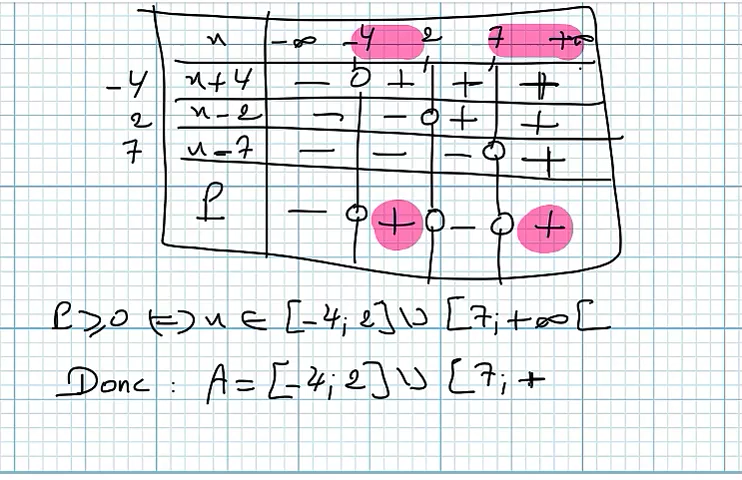 x -∞ -4 2 7 +∞
-4 x+4 - 0 + + +
2 x-2 - - 0 + +
7 x-7 - - - 0 +
P - 0 + 0 - 0 +
P ⩾ 0 ⇔ x ∈ [-4; 2] ∪ [7; +∞[
Donc : A = [-4; 2] ∪ [7; +